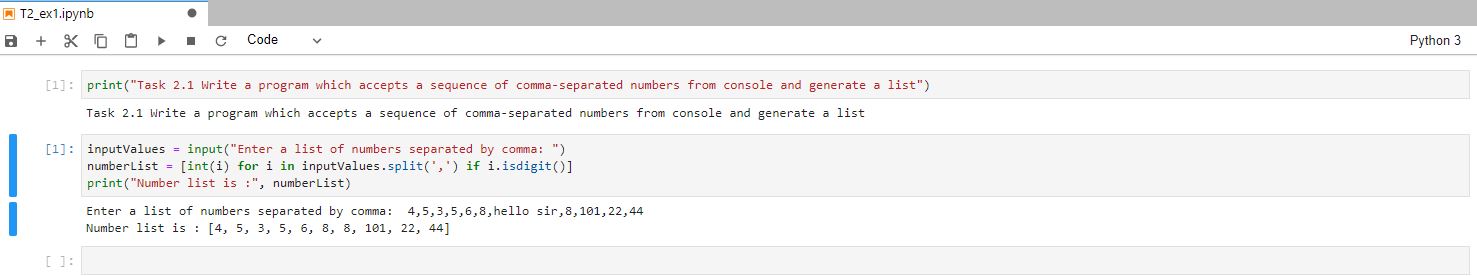 T2_ex1.ipynb
Code
Python 3
[1]: print("Task 2.1 Write a program which accepts a sequence of comma-separated numbers from console and generate a list")
Task 2.1 Write a program which accepts a sequence of comma-separated numbers from console and generate a list
[1]: inputValues = input("Enter a list of numbers separated by comma: ")
numberList = [int(i) for i in inputValues.split(',') if i.isdigit()]
print("Number list is :", numberList)
Enter a list of numbers separated by comma:  4,5,3,5,6,8,hello sir,8,101,22,44
Number list is : [4, 5, 3, 5, 6, 8, 8, 101, 22, 44]
[ ]: